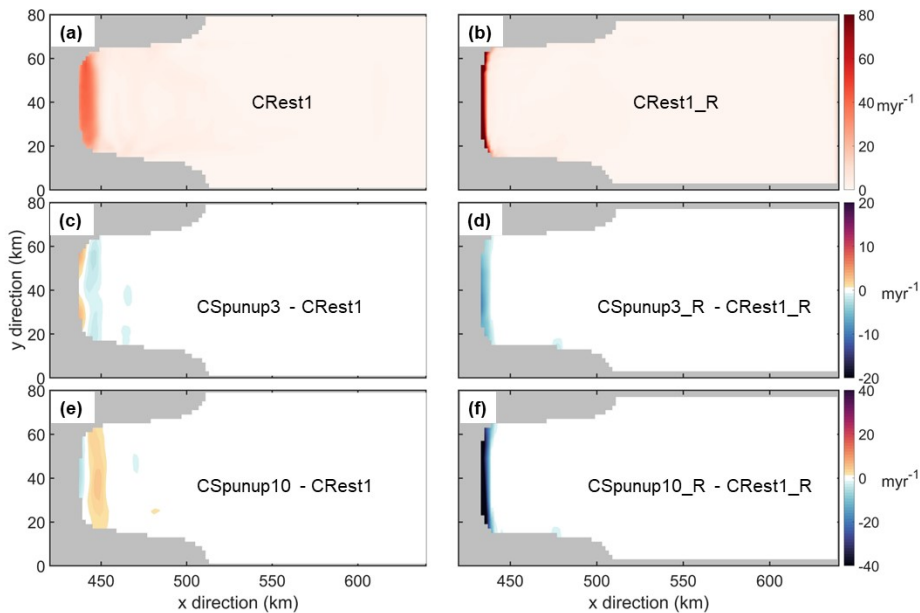 80
(a)
60
CRest1
40
20
0
(b)
CRest1_R
80
60
40
myr-1
20
0
80
(c)
60
CSpunup3 - CRest1
40
20
0
y direction (km)
(d)
CSpunup3_R - CRest1_R
20
10
0
myr-1
-10
-20
80
(e)
60
CSpunup10 - CRest1
40
20
0
450
500
550
600
x direction (km)
(f)
CSpunup10_R - CRest1_R
40
20
0
myr-1
-20
-40
450
500
550
600
x direction (km)